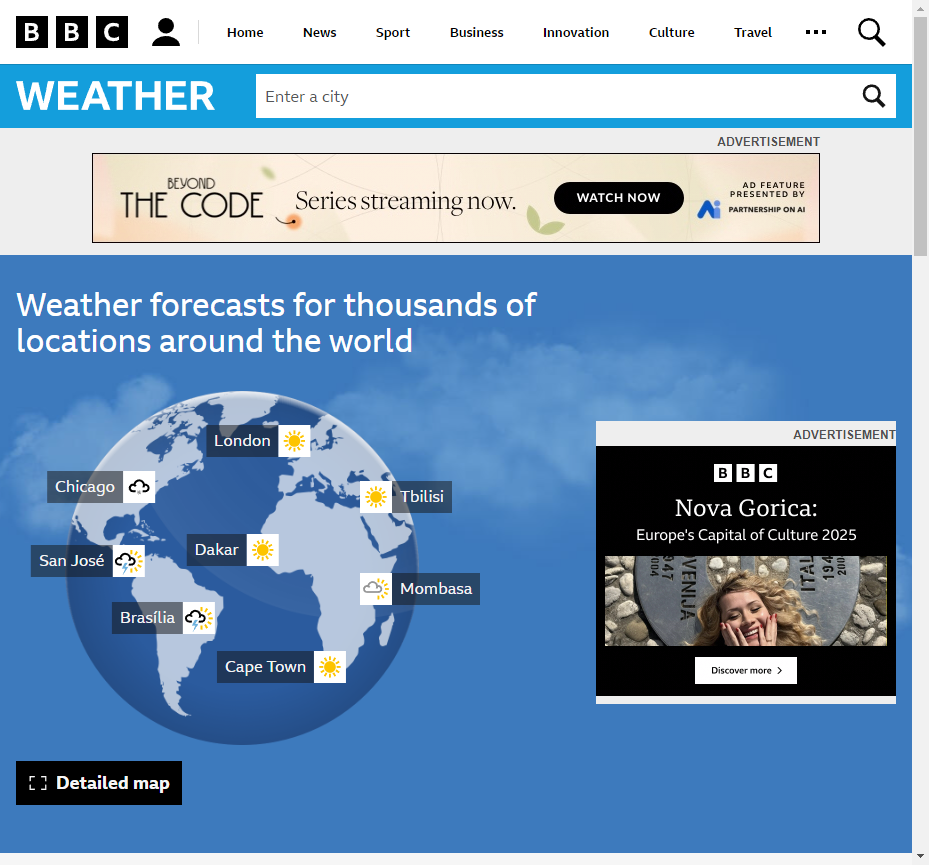 BBC
Home
News
Sport
Business
Innovation
Culture
Travel
WEATHER
Enter a city
ADVERTISEMENT
BEYOND
THE CODE
Series streaming now.
WATCH NOW
AD FEATURE
PRESENTED BY
PARTNERSHIP ON AI
Weather forecasts for thousands of
locations around the world
London
Chicago
Tbilisi
Dakar
San José
Mombasa
Brasília
Cape Town
Detailed map
ADVERTISEMENT
BBC
Nova Gorica:
Europe's Capital of Culture 2025
Discover more